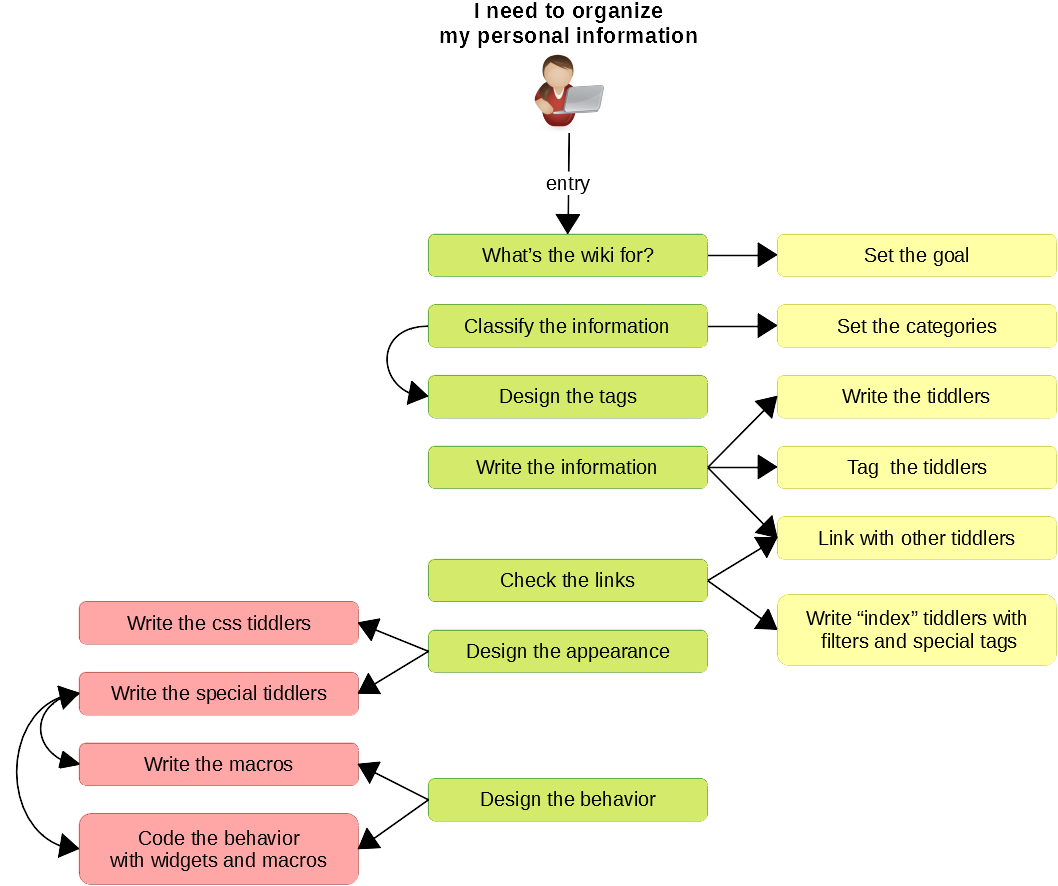 I need to organize
my personal information
entry
What's the wiki for?
Set the goal
Classify the information
Set the categories
Design the tags
Write the tiddlers
Write the information
Tag  the tiddlers
Link with other tiddlers
Check the links
Write “index” tiddlers with
filters and special tags
Write the css tiddlers
Design the appearance
Write the special tiddlers
Write the macros
Design the behavior
Code the behavior
with widgets and macros